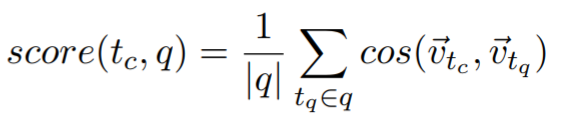 score(t_c, q) = \frac{1}{|q|} \sum_{t_q \in q} cos(\vec{v}_{t_c}, \vec{v}_{t_q})